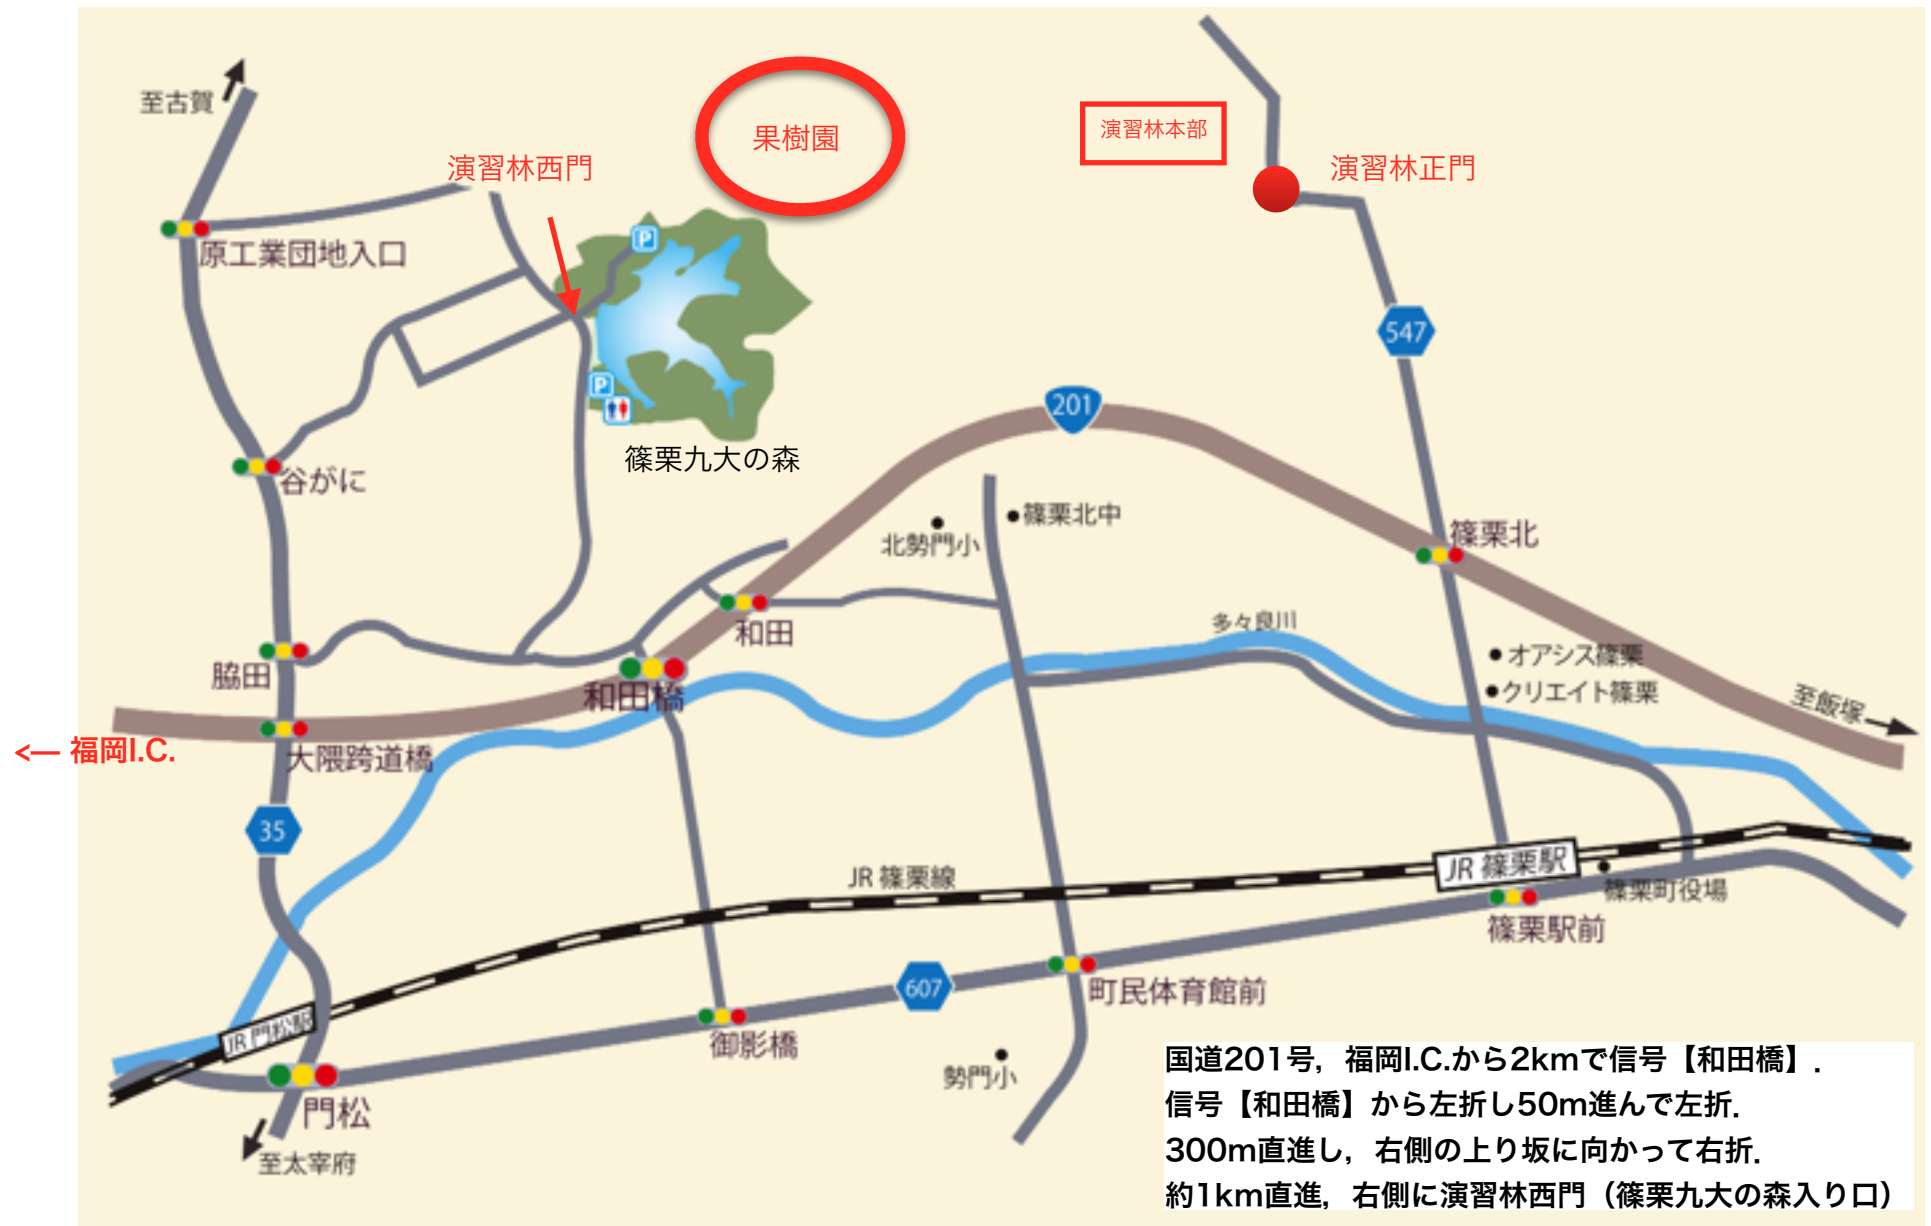 至古賀
果樹園
演習林本部
演習林西門
演習林正門
P
原工業団地入口
547
P
201
篠栗九大の森
谷がに
篠栗北中
篠栗北
北勢門小
和田
多々良川
脇田
オアシス篠栗
和田橋
クリエイト篠栗
至飯塚
<— 福岡I.C.
大隈跨道橋
35
JR 篠栗線
JR 篠栗駅
篠栗町役場
篠栗駅前
607
町民体育館前
JR 門松駅
御影橋
勢門小
門松
至太宰府
国道201号，福岡I.C.から2kmで信号【和田橋】．
信号【和田橋】から左折し50m進んで左折．
300m直進し，右側の上り坂に向かって右折．
約1km直進，右側に演習林西門（篠栗九大の森入り口）